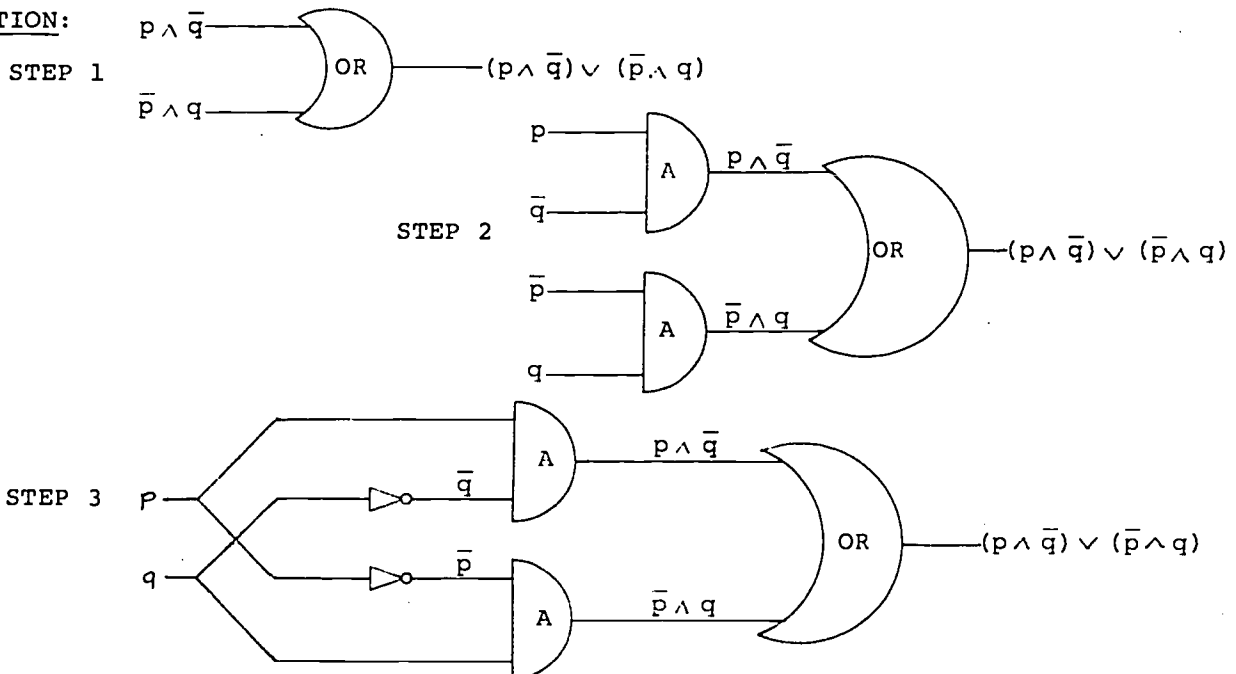 TION:
p ∧ q̅
STEP 1
OR
(p ∧ q̅) ∨ (p̅ ∧ q)
p̅ ∧ q
p
A
p ∧ q̅
q̅
STEP 2
OR
(p ∧ q̅) ∨ (p̅ ∧ q)
p̅
A
p̅ ∧ q
q
A
p ∧ q̅
STEP 3
p
q̅
OR
(p ∧ q̅) ∨ (p̅ ∧ q)
q
p̅
A
p̅ ∧ q